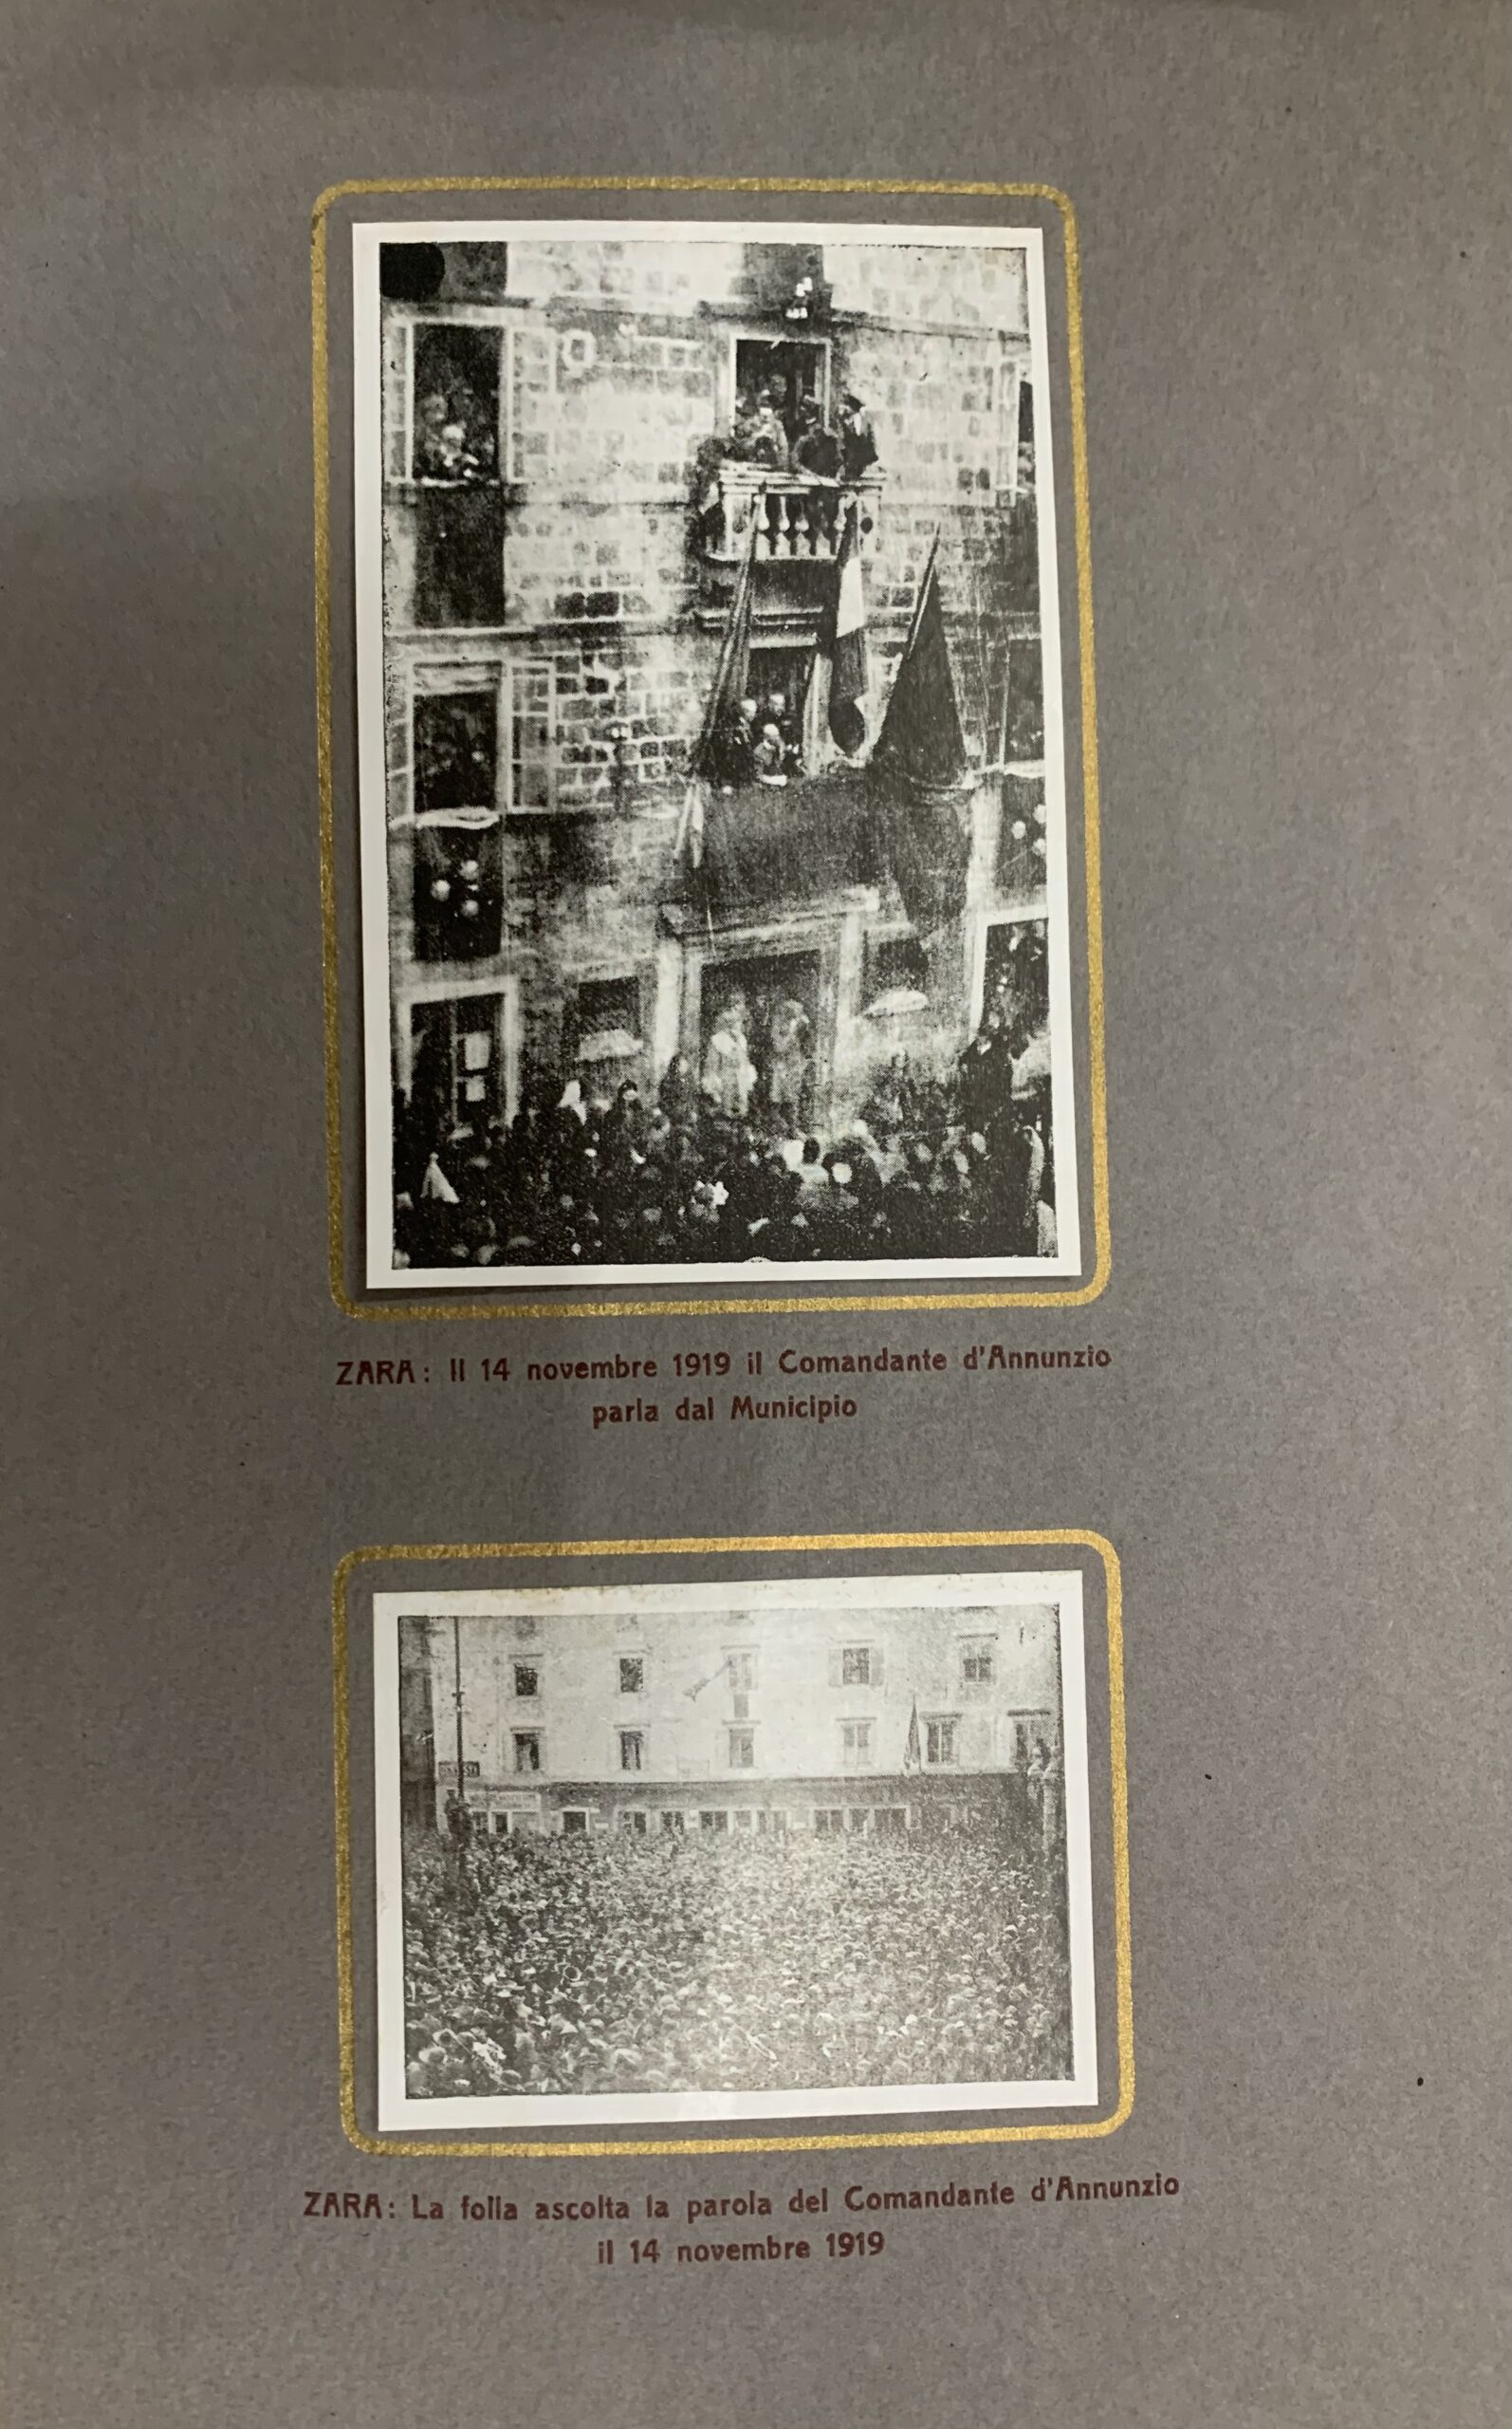 ZARA: Il 14 novembre 1919 il Comandante d'Annunzio
parla dal Municipio
ZARA: La folla ascolta la parola del Comandante d'Annunzio
il 14 novembre 1919